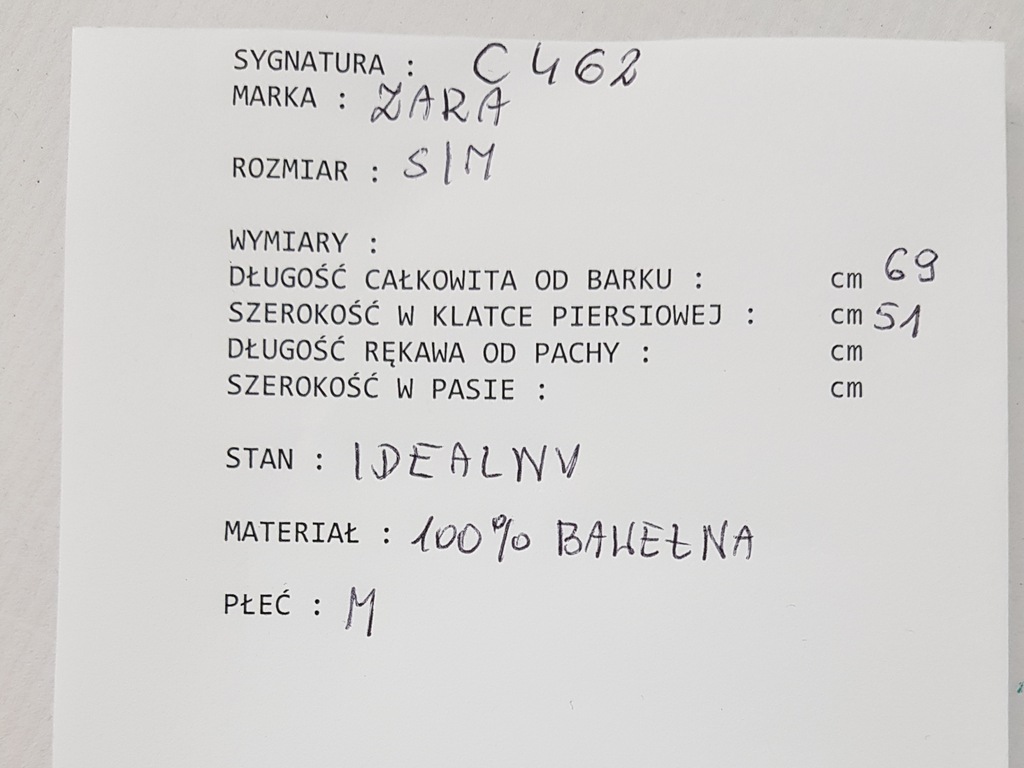 SYGNATURA : C 462
MARKA : ZARA
ROZMIAR : S/M
WYMIARY :
DŁUGOŚĆ CAŁKOWITA OD BARKU : cm 69
SZEROKOŚĆ W KLATCE PIERSIOWEJ : cm 51
DŁUGOŚĆ RĘKAWA OD PACHY : cm
SZEROKOŚĆ W PASIE : cm
STAN : IDEALNY
MATERIAŁ : 100% BAWEŁNA
PŁEĆ : M